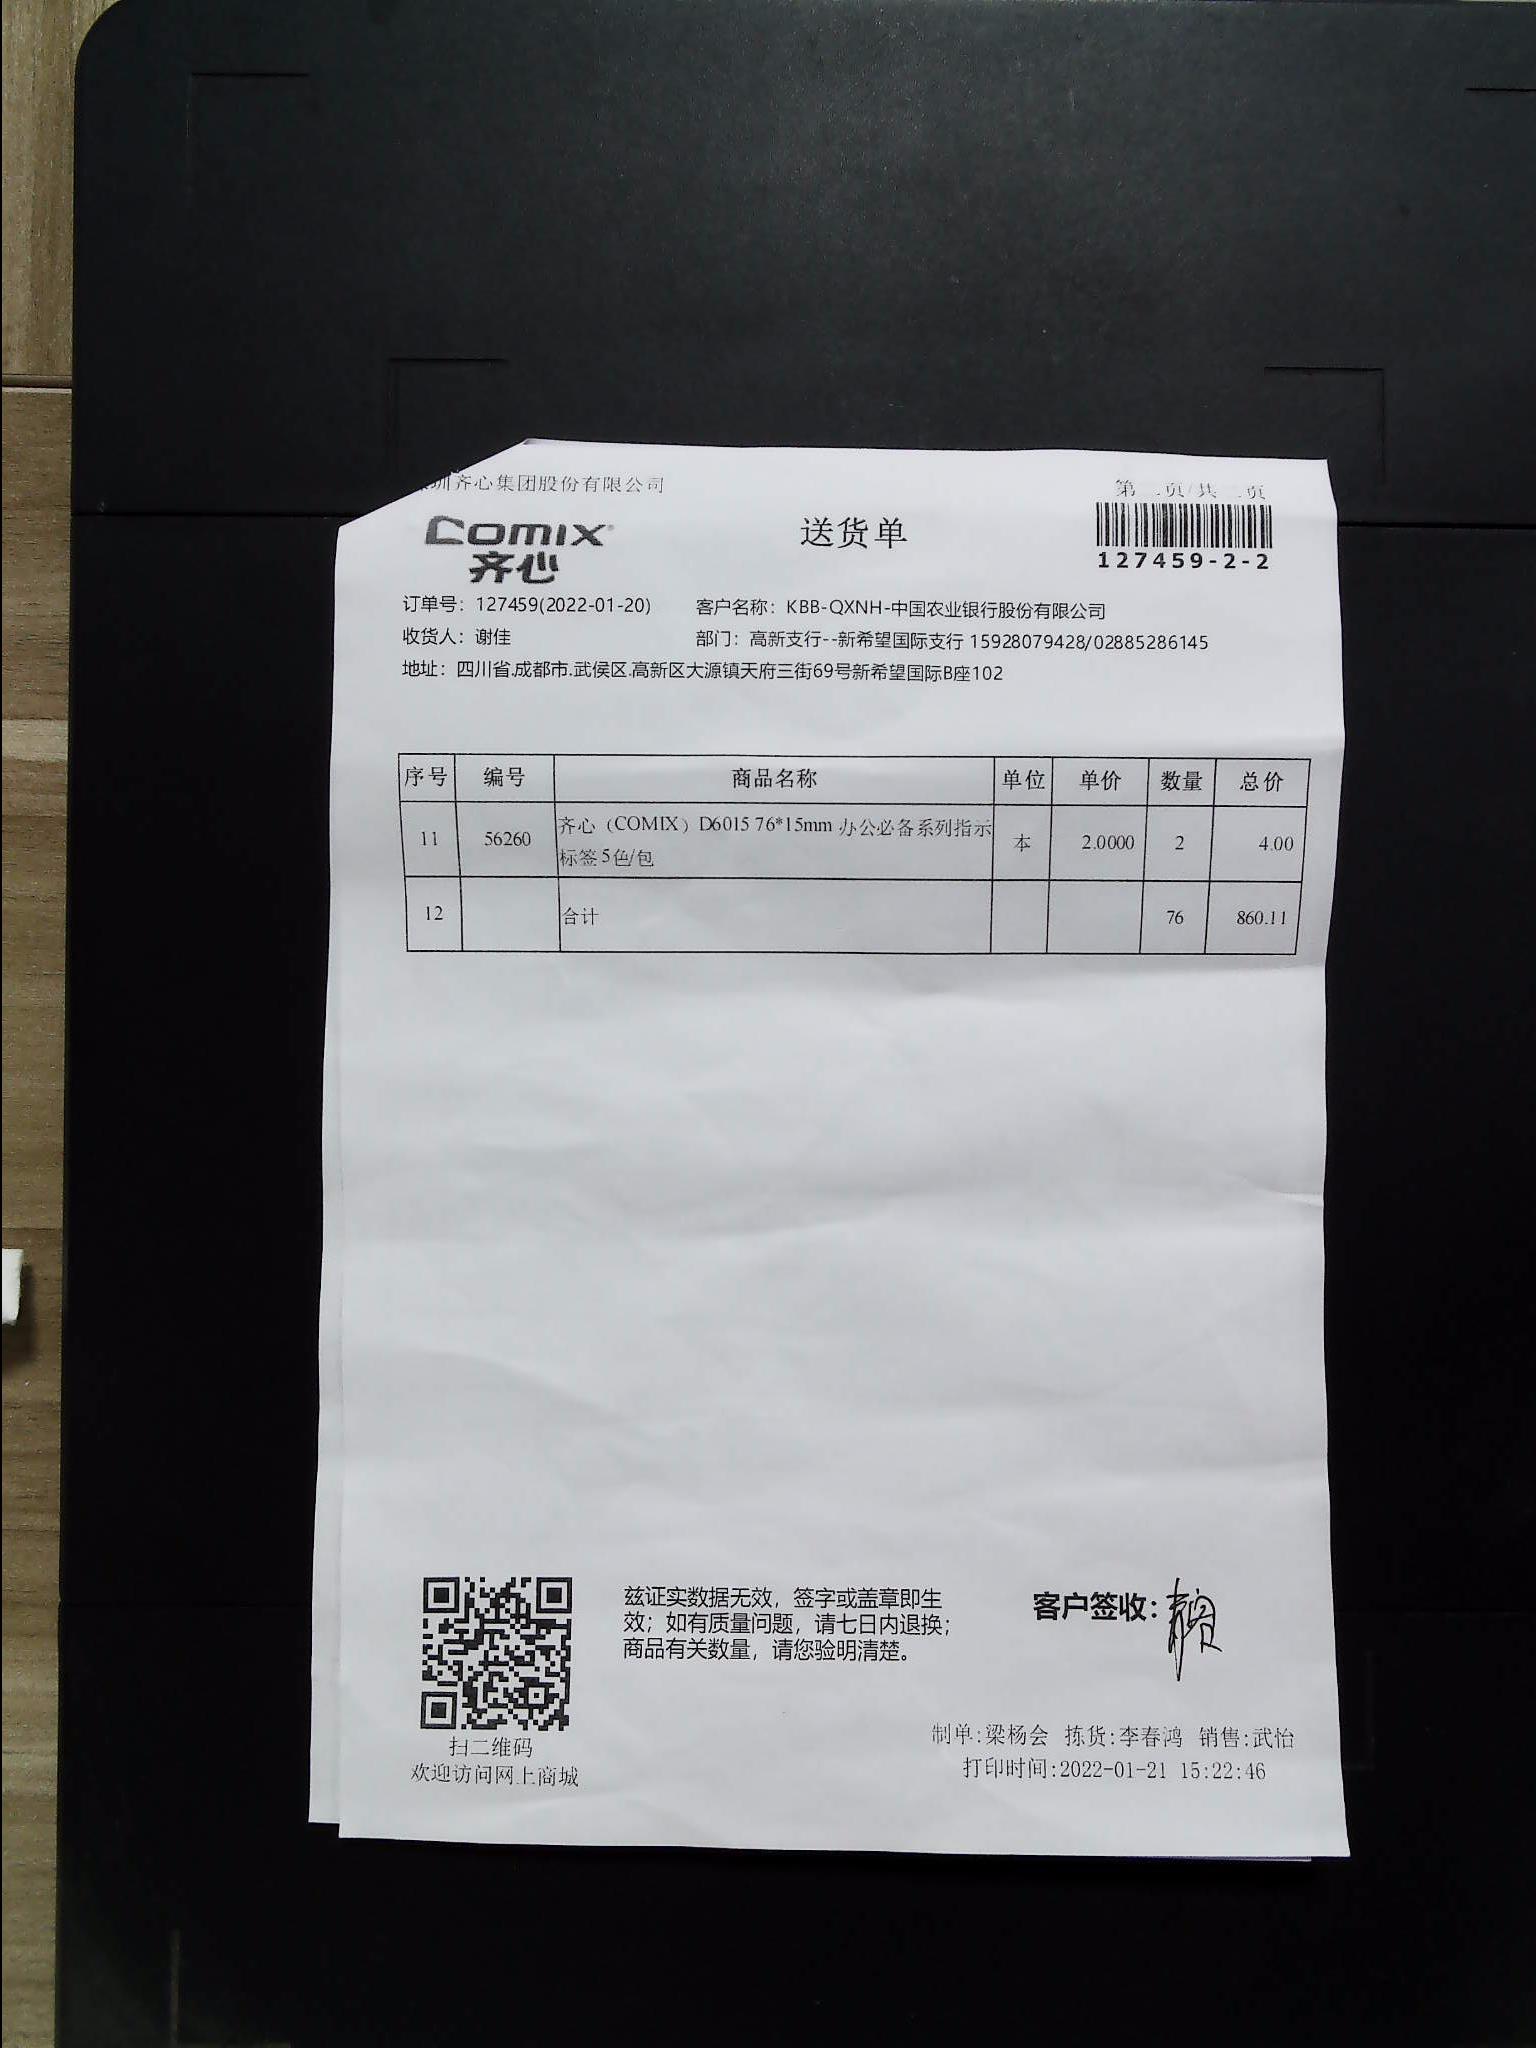 圳齐心集团股份有限公司
第二页/共二页
COMIX
齐心
送货单
127459-2-2
订单号：127459(2022-01-20) 客户名称：KBB-QXNH-中国农业银行股份有限公司
收货人：谢佳 部门：高新支行--新希望国际支行 15928079428/02885286145
地址：四川省.成都市.武侯区.高新区大源镇天府三街69号新希望国际B座102
序号 编号 商品名称 单位 单价 数量 总价
11 56260 齐心（COMIX）D6015 76*15mm 办公必备系列指示 本 2.0000 2 4.00
标签5色/包
12 合计 76 860.11
兹证实数据无效，签字或盖章即生
效；如有质量问题，请七日内退换；
商品有关数量，请您验明清楚。
客户签收：
扫二维码
欢迎访问网上商城
制单:梁杨会 拣货:李春鸿 销售:武怡
打印时间:2022-01-21 15:22:46